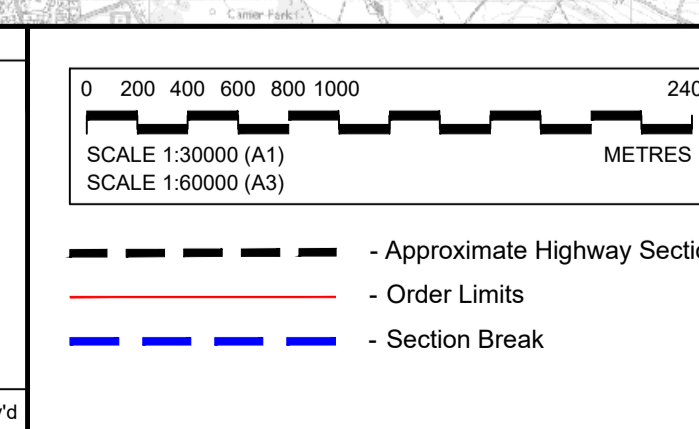 Camer Park
0 200 400 600 800 1000 240
SCALE 1:30000 (A1) METRES
SCALE 1:60000 (A3)
- Approximate Highway Sectio
- Order Limits
- Section Break
'd